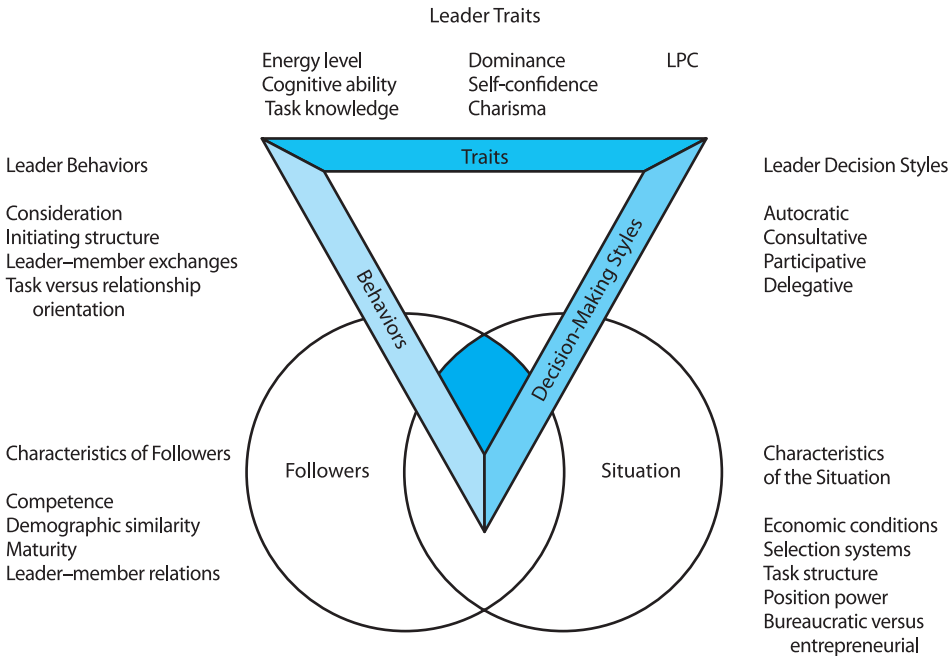 Leader Traits
Energy level
Cognitive ability
Task knowledge
Dominance
Self-confidence
Charisma
LPC
Traits
Leader Behaviors
Consideration
Initiating structure
Leader–member exchanges
Task versus relationship
orientation
Behaviors
Decision-Making Styles
Leader Decision Styles
Autocratic
Consultative
Participative
Delegative
Characteristics of Followers
Competence
Demographic similarity
Maturity
Leader–member relations
Followers
Situation
Characteristics
of the Situation
Economic conditions
Selection systems
Task structure
Position power
Bureaucratic versus
entrepreneurial